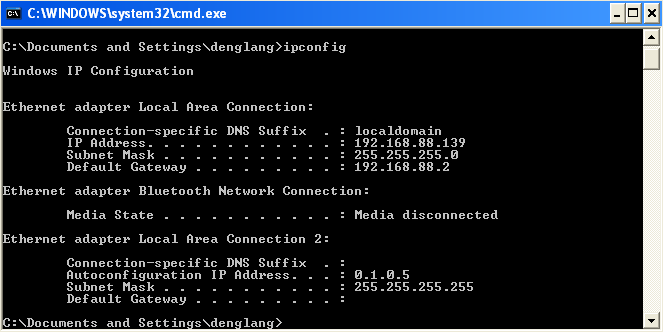 C:\WINDOWS\system32\cmd.exe
C:\Documents and Settings\denglang>ipconfig
Windows IP Configuration
Ethernet adapter Local Area Connection:
Connection-specific DNS Suffix  . : localdomain
IP Address. . . . . . . . . . . . : 192.168.88.139
Subnet Mask . . . . . . . . . . . : 255.255.255.0
Default Gateway . . . . . . . . . : 192.168.88.2
Ethernet adapter Bluetooth Network Connection:
Media State . . . . . . . . . . . : Media disconnected
Ethernet adapter Local Area Connection 2:
Connection-specific DNS Suffix  . :
Autoconfiguration IP Address. . . : 0.1.0.5
Subnet Mask . . . . . . . . . . . : 255.255.255.255
Default Gateway . . . . . . . . . :
C:\Documents and Settings\denglang>